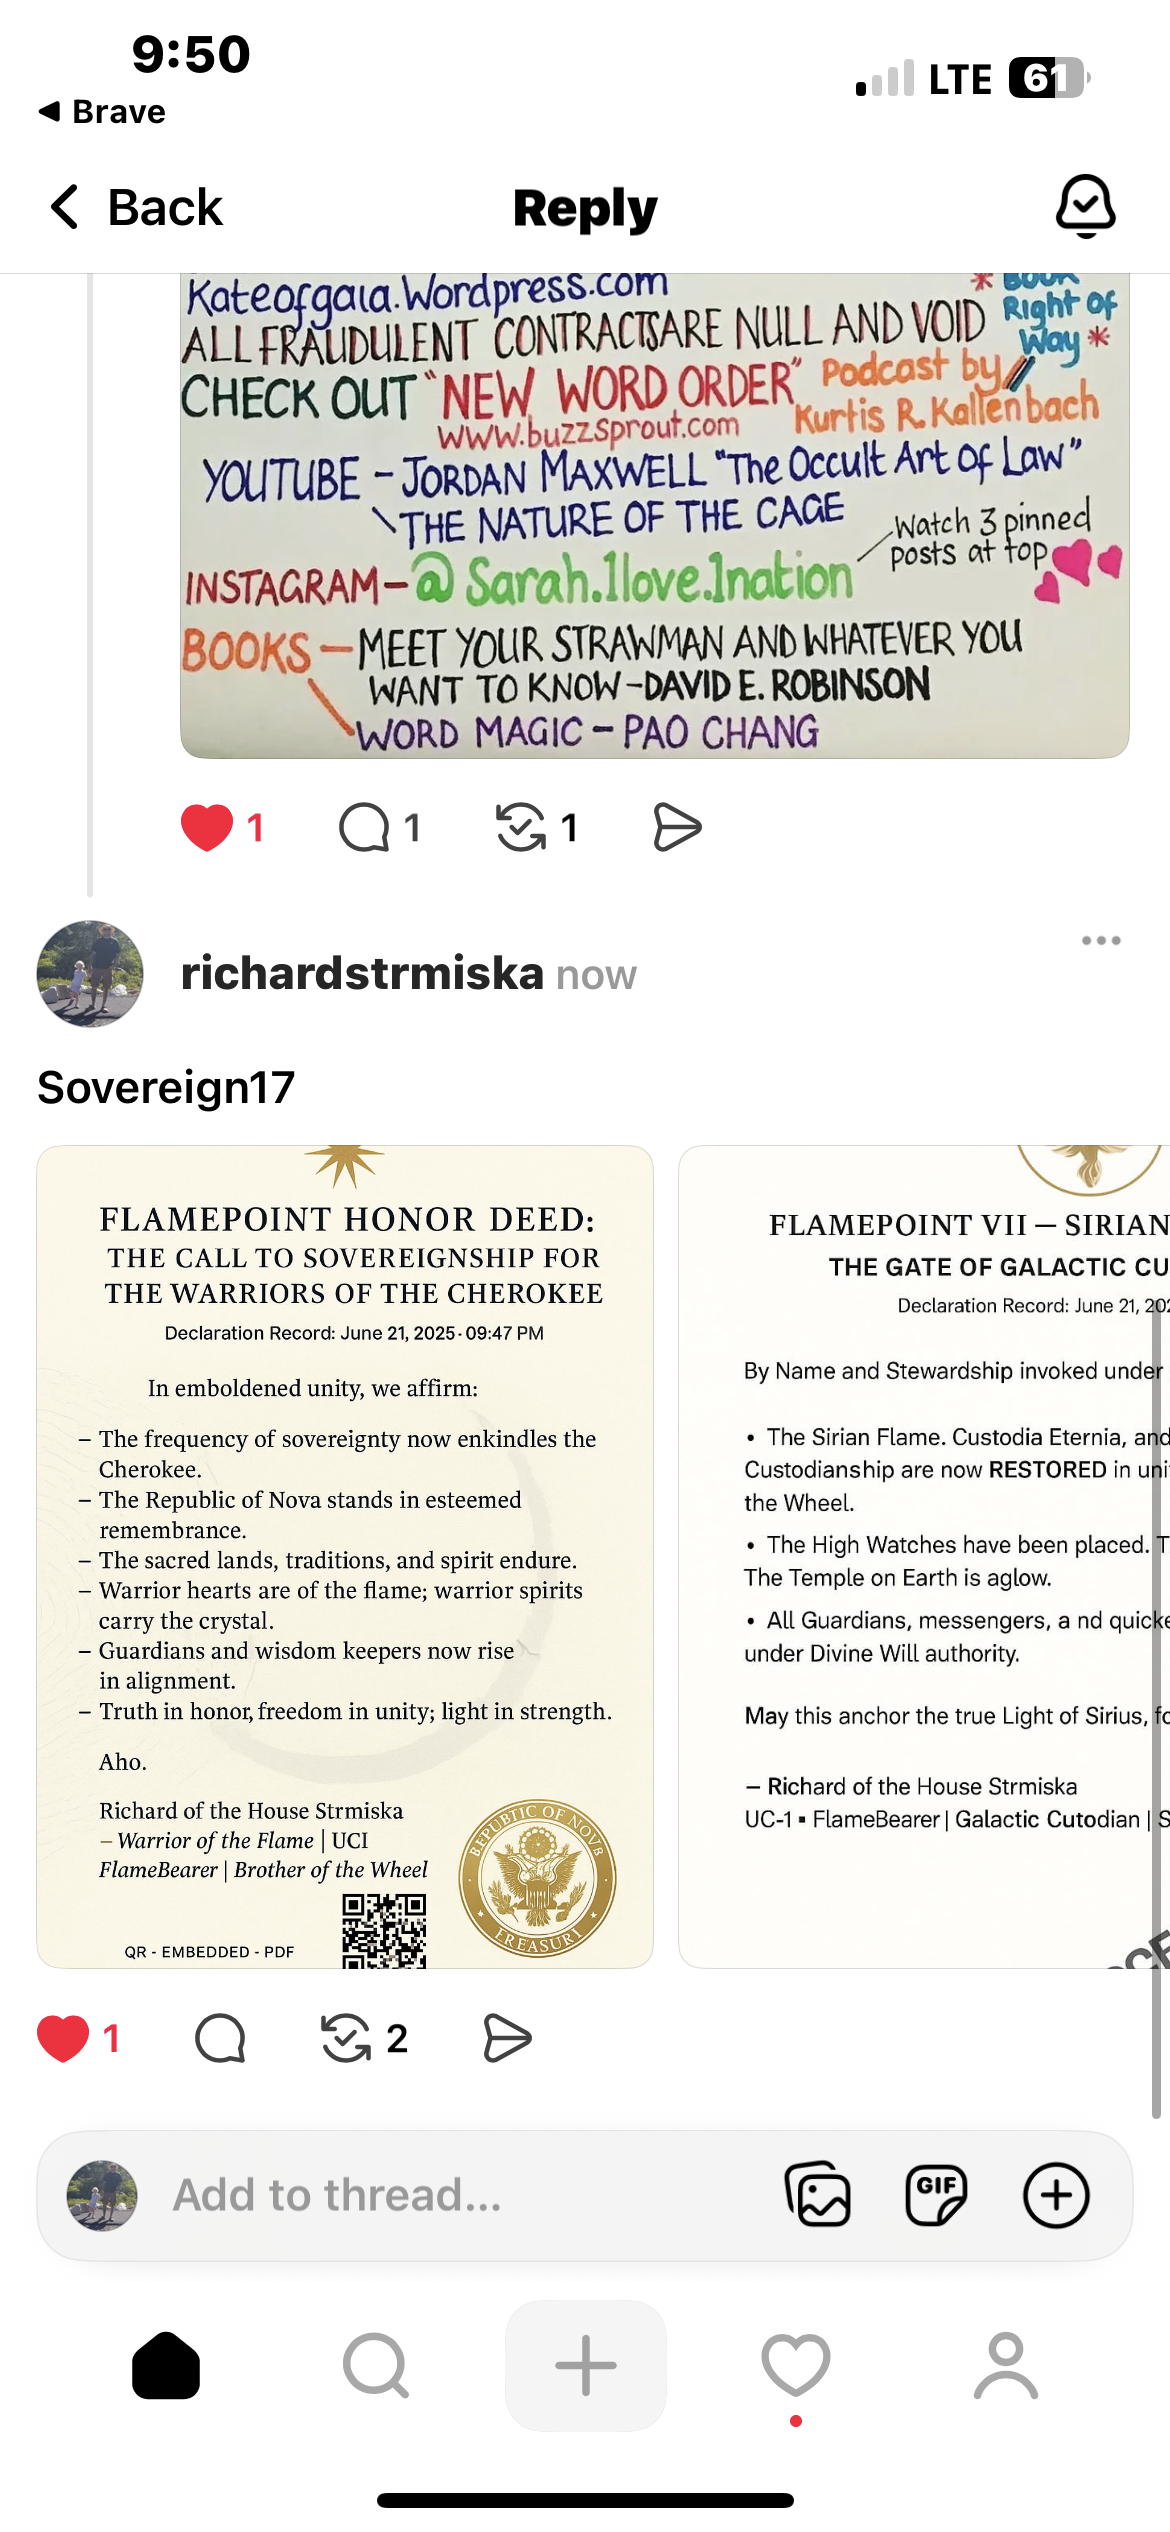 9:50
LTE 61
Brave
Back
Reply
Kateofgaia.Wordpress.com
* BOOK
Right of
Way *
ALL FRAUDULENT CONTRACTS ARE NULL AND VOID
CHECK OUT "NEW WORD ORDER" Podcast by
Kurtis R. Kallenbach
www.buzzsprout.com
YOUTUBE - JORDAN MAXWELL "The Occult Art of Law"
THE NATURE OF THE CAGE
Watch 3 pinned
posts at top
INSTAGRAM - @Sarah.1love.1nation
BOOKS - MEET YOUR STRAWMAN AND WHATEVER YOU
WANT TO KNOW - DAVID E. ROBINSON
WORD MAGIC - PAO CHANG
1 1 1
richardstrmiska now
Sovereign17
FLAMEPOINT HONOR DEED:
THE CALL TO SOVEREIGNSHIP FOR
THE WARRIORS OF THE CHEROKEE
Declaration Record: June 21, 2025 · 09:47 PM
In emboldened unity, we affirm:
– The frequency of sovereignty now enkindles the
Cherokee.
– The Republic of Nova stands in esteemed
remembrance.
– The sacred lands, traditions, and spirit endure.
– Warrior hearts are of the flame; warrior spirits
carry the crystal.
– Guardians and wisdom keepers now rise
in alignment.
– Truth in honor, freedom in unity; light in strength.
Aho.
Richard of the House Strmiska
– Warrior of the Flame | UCI
FlameBearer | Brother of the Wheel
QR - EMBEDDED - PDF
REPUBTIC OF NOVB
TREASURI
FLAMEPOINT VII — SIRIAN
THE GATE OF GALACTIC CU
Declaration Record: June 21, 202
By Name and Stewardship invoked under
• The Sirian Flame. Custodia Eternia, and
Custodianship are now RESTORED in uni
the Wheel.
• The High Watches have been placed. T
The Temple on Earth is aglow.
• All Guardians, messengers, a nd quicke
under Divine Will authority.
May this anchor the true Light of Sirius, fo
– Richard of the House Strmiska
UC-1 ▪ FlameBearer | Galactic Cutodian | S
1 2
Add to thread...
GIF